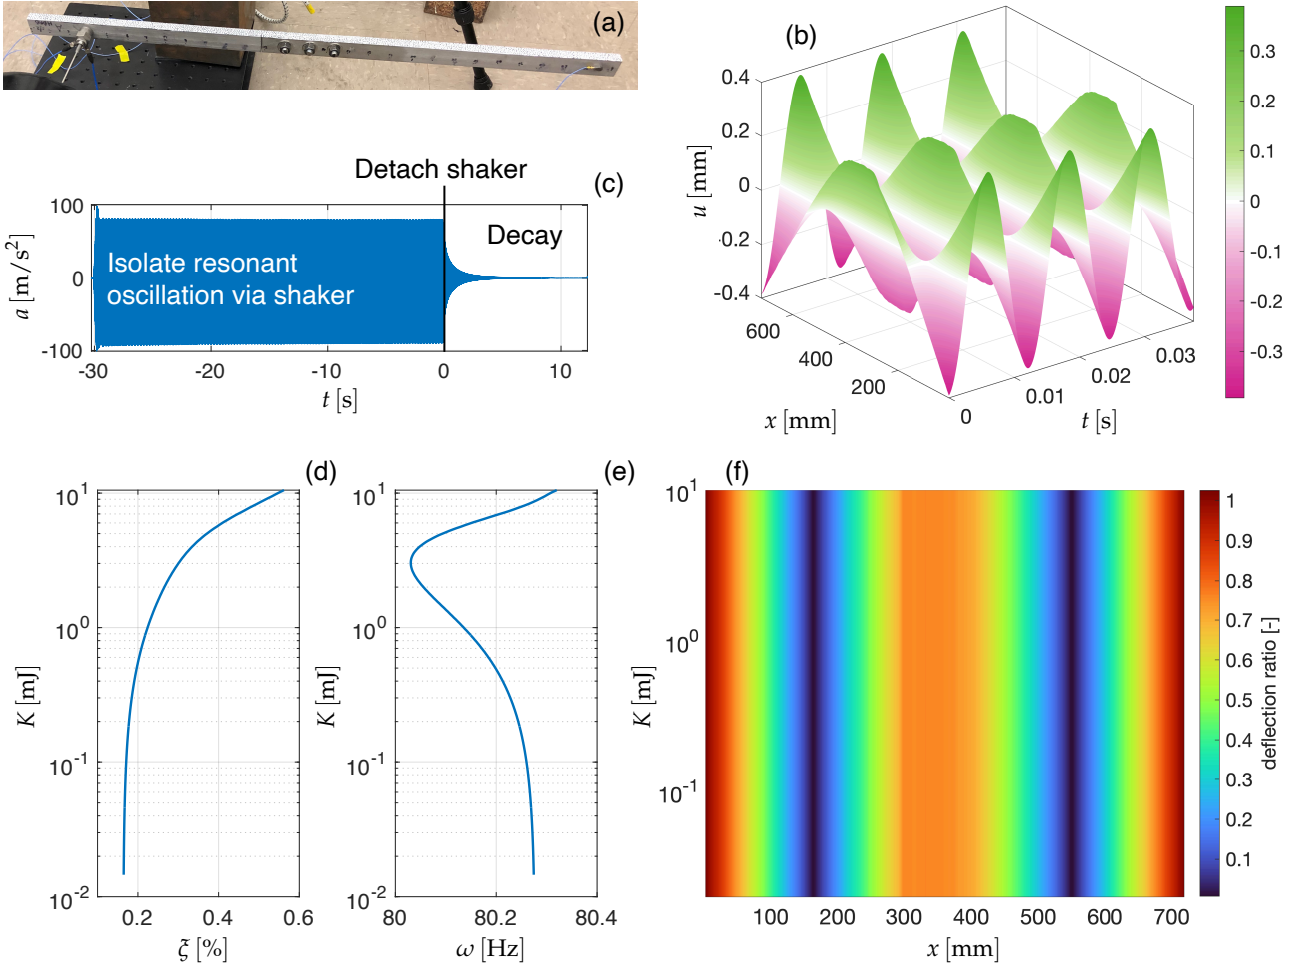 (a)
(b)
0.4
0.2
0
-0.2
-0.4
u [mm]
600
400
200
x [mm]
0
0.01
0.02
0.03
t [s]
0.3
0.2
0.1
0
-0.1
-0.2
-0.3
Detach shaker
(c)
100
0
-100
a [m/s²]
Isolate resonant
oscillation via shaker
Decay
-30
-20
-10
0
10
t [s]
(d)
10¹
10⁰
10⁻¹
10⁻²
K [mJ]
0.2
0.4
0.6
ξ [%]
(e)
10¹
10⁰
10⁻¹
10⁻²
K [mJ]
80
80.2
80.4
ω [Hz]
(f)
10¹
10⁰
10⁻¹
K [mJ]
100
200
300
400
500
600
700
x [mm]
1
0.9
0.8
0.7
0.6
0.5
0.4
0.3
0.2
0.1
deflection ratio [-]